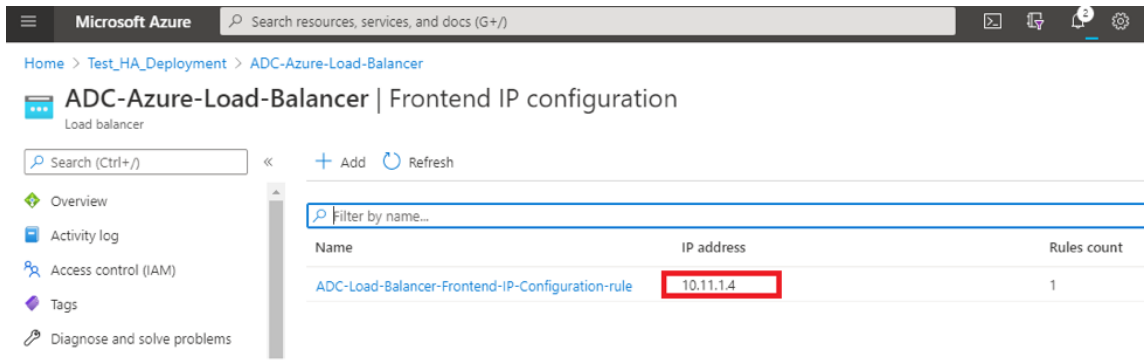 Microsoft Azure
Search resources, services, and docs (G+/)
2
Home > Test_HA_Deployment > ADC-Azure-Load-Balancer
ADC-Azure-Load-Balancer | Frontend IP configuration
Load balancer
Search (Ctrl+/)
«
+ Add
Refresh
Overview
Activity log
Access control (IAM)
Tags
Diagnose and solve problems
Filter by name...
Name IP address Rules count
ADC-Load-Balancer-Frontend-IP-Configuration-rule 10.11.1.4 1